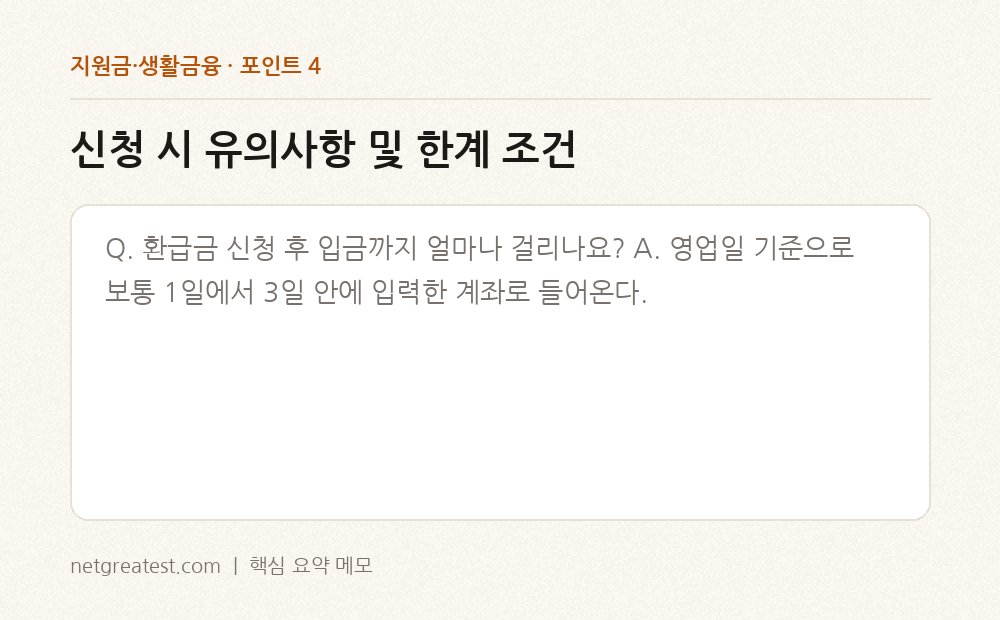 지원금·생활금융 · 포인트 4
신청 시 유의사항 및 한계 조건
Q. 환급금 신청 후 입금까지 얼마나 걸리나요? A. 영업일 기준으로
보통 1일에서 3일 안에 입력한 계좌로 들어온다.
netgreatest.com | 핵심 요약 메모